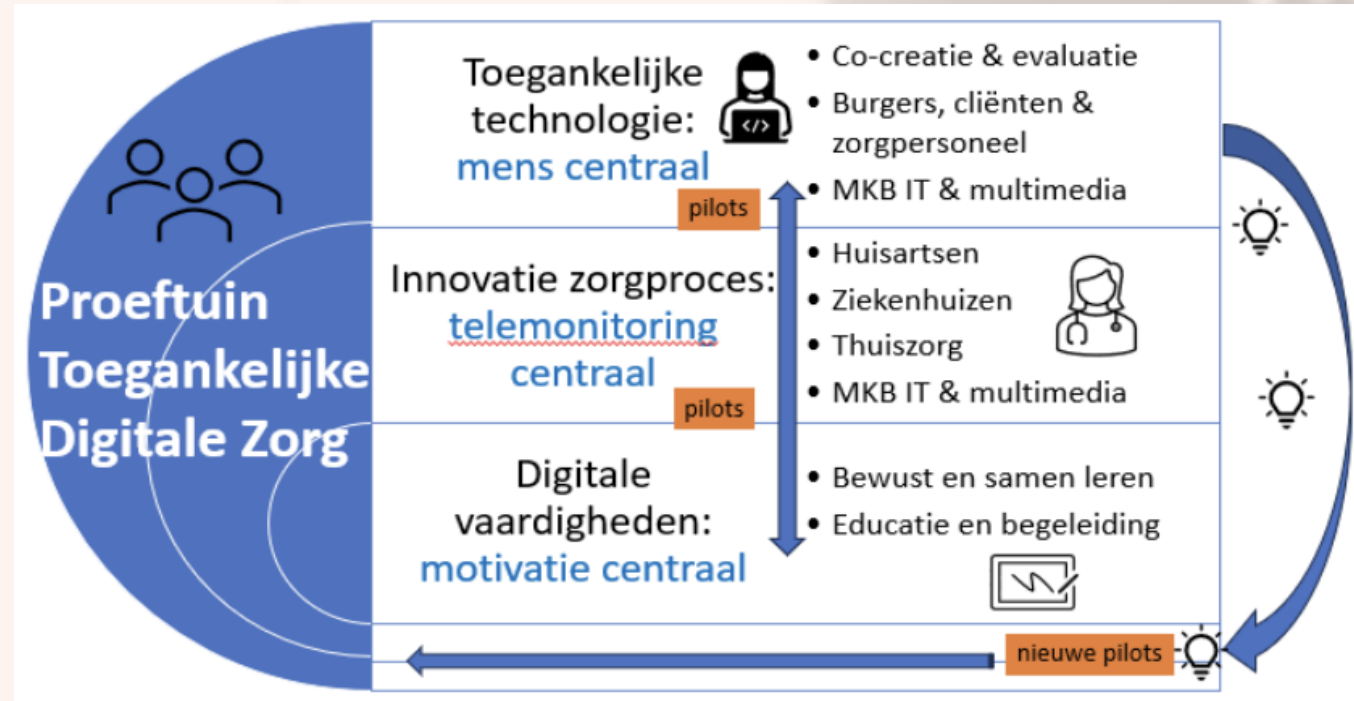 Proeftuin
Toegankelijke
Digitale Zorg
Toegankelijke
technologie:
mens centraal
</>
pilots
• Co-creatie & evaluatie
• Burgers, cliënten &
zorgpersoneel
• MKB IT & multimedia
Innovatie zorgproces:
telemonitoring
centraal
pilots
• Huisartsen
• Ziekenhuizen
• Thuiszorg
• MKB IT & multimedia
Digitale
vaardigheden:
motivatie centraal
• Bewust en samen leren
• Educatie en begeleiding
nieuwe pilots